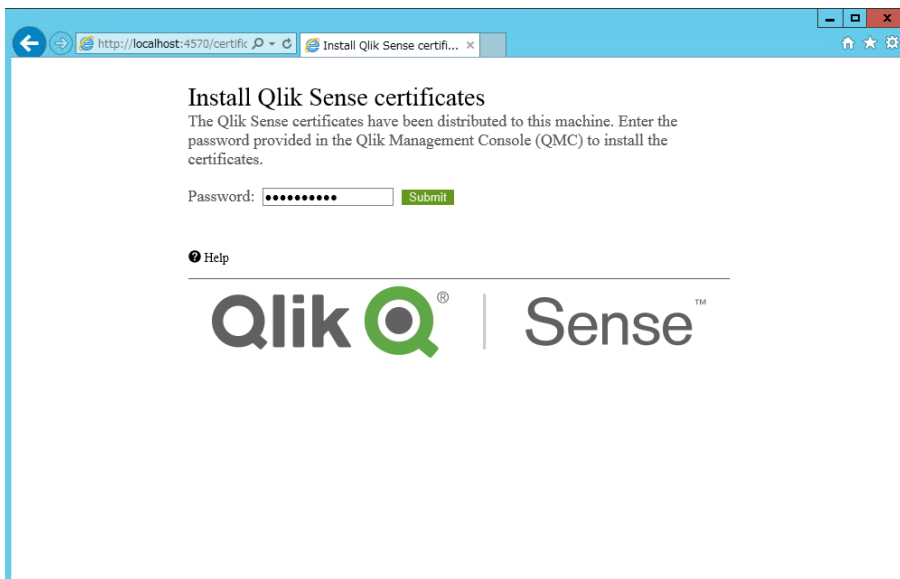 http://localhost:4570/certific
Install Qlik Sense certifi...
Install Qlik Sense certificates
The Qlik Sense certificates have been distributed to this machine. Enter the
password provided in the Qlik Management Console (QMC) to install the
certificates.
Password: ●●●●●●●●●● Submit
Help
Qlik ® Sense™